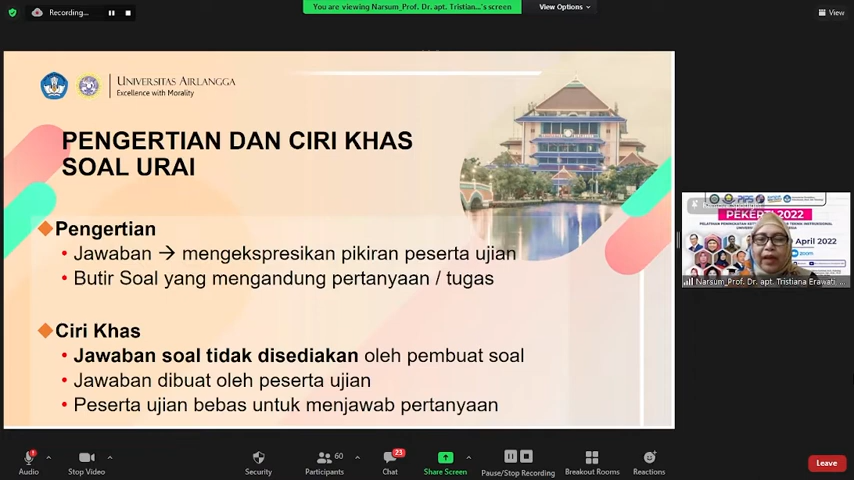 Recording...
You are viewing Narsum_Prof. Dr. apt. Tristian...'s screen
View Options
View
UNIVERSITAS AIRLANGGA
Excellence with Morality
PENGERTIAN DAN CIRI KHAS
SOAL URAI
Pengertian
• Jawaban → mengekspresikan pikiran peserta ujian
• Butir Soal yang mengandung pertanyaan / tugas
Ciri Khas
• Jawaban soal tidak disediakan oleh pembuat soal
• Jawaban dibuat oleh peserta ujian
• Peserta ujian bebas untuk menjawab pertanyaan
PEKERTI 2022
April 2022
zoom
Narsum_Prof. Dr. apt. Tristiana Erawati, ...
Audio
Stop Video
Security
60
Participants
23
Chat
Share Screen
Pause/Stop Recording
Breakout Rooms
Reactions
Leave